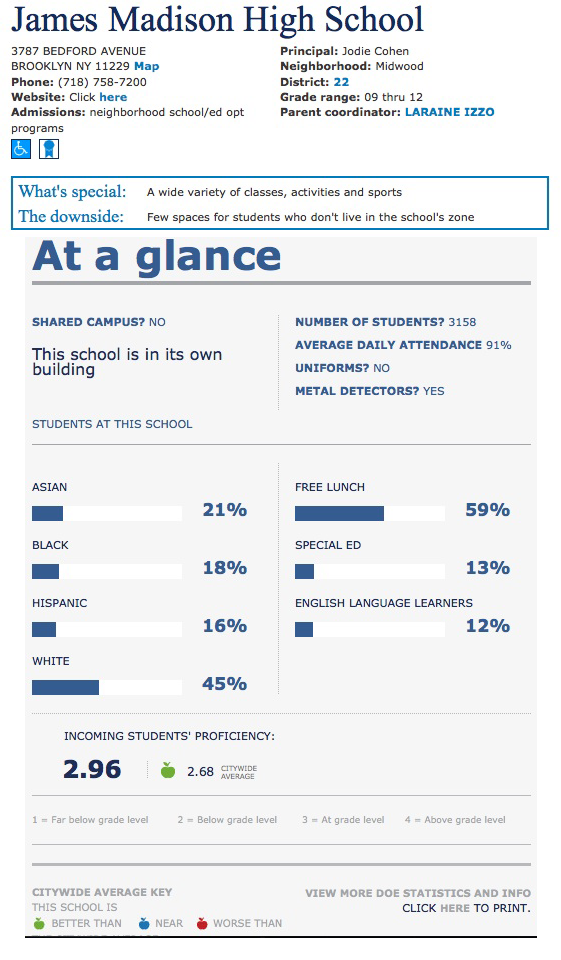 James Madison High School
3787 BEDFORD AVENUE
BROOKLYN NY 11229 Map
Phone: (718) 758-7200
Website: Click here
Admissions: neighborhood school/ed opt
programs
Principal: Jodie Cohen
Neighborhood: Midwood
District: 22
Grade range: 09 thru 12
Parent coordinator: LARAINE IZZO
What's special: A wide variety of classes, activities and sports
The downside: Few spaces for students who don't live in the school's zone
At a glance
SHARED CAMPUS? NO
This school is in its own
building
NUMBER OF STUDENTS? 3158
AVERAGE DAILY ATTENDANCE 91%
UNIFORMS? NO
METAL DETECTORS? YES
STUDENTS AT THIS SCHOOL
ASIAN
21%
BLACK
18%
HISPANIC
16%
WHITE
45%
FREE LUNCH
59%
SPECIAL ED
13%
ENGLISH LANGUAGE LEARNERS
12%
INCOMING STUDENTS' PROFICIENCY:
2.96 2.68 CITYWIDE
AVERAGE
1 = Far below grade level 2 = Below grade level 3 = At grade level 4 = Above grade level
CITYWIDE AVERAGE KEY
THIS SCHOOL IS
BETTER THAN NEAR WORSE THAN
VIEW MORE DOE STATISTICS AND INFO
CLICK HERE TO PRINT.